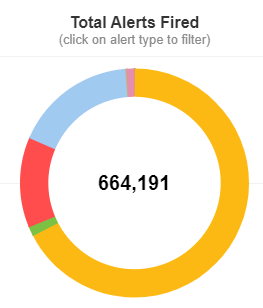 Total Alerts Fired
(click on alert type to filter)
664,191